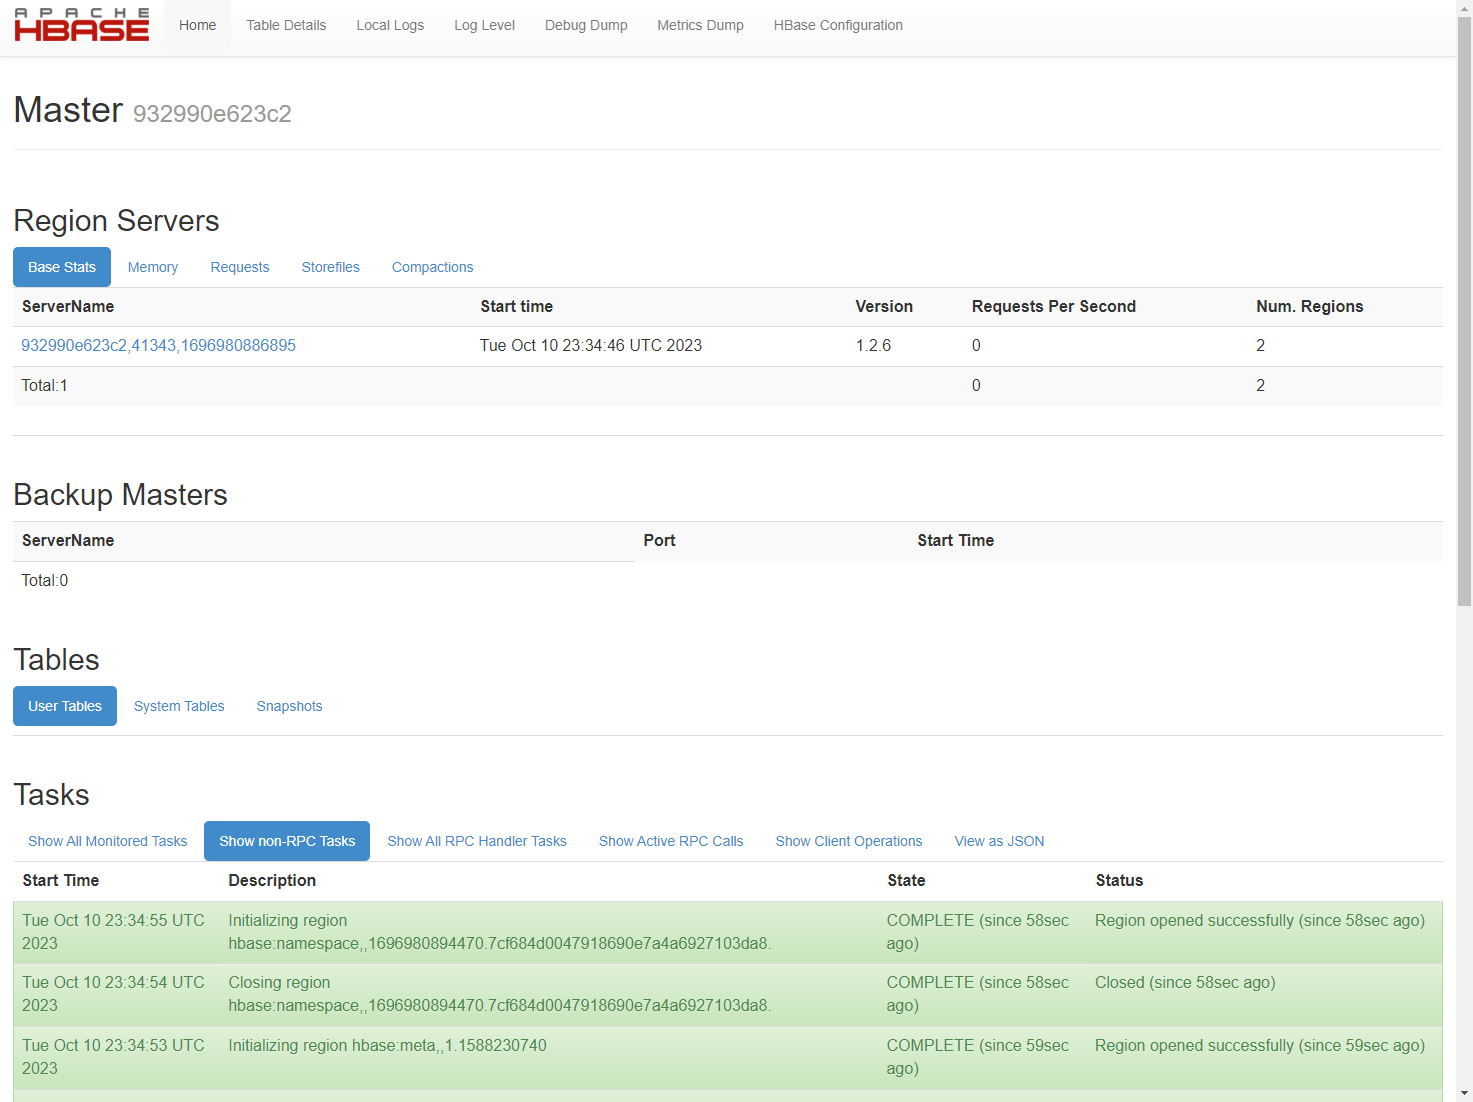 APACHE
HBASE
Home Table Details Local Logs Log Level Debug Dump Metrics Dump HBase Configuration
Master 932990e623c2
Region Servers
Base Stats Memory Requests Storefiles Compactions
ServerName Start time Version Requests Per Second Num. Regions
932990e623c2,41343,1696980886895 Tue Oct 10 23:34:46 UTC 2023 1.2.6 0 2
Total:1 0 2
Backup Masters
ServerName Port Start Time
Total:0
Tables
User Tables System Tables Snapshots
Tasks
Show All Monitored Tasks Show non-RPC Tasks Show All RPC Handler Tasks Show Active RPC Calls Show Client Operations View as JSON
Start Time Description State Status
Tue Oct 10 23:34:55 UTC Initializing region COMPLETE (since 58sec Region opened successfully (since 58sec ago)
2023 hbase:namespace,,1696980894470.7cf684d0047918690e7a4a6927103da8. ago)
Tue Oct 10 23:34:54 UTC Closing region COMPLETE (since 58sec Closed (since 58sec ago)
2023 hbase:namespace,,1696980894470.7cf684d0047918690e7a4a6927103da8. ago)
Tue Oct 10 23:34:53 UTC Initializing region hbase:meta,,1.1588230740 COMPLETE (since 59sec Region opened successfully (since 59sec ago)
2023 ago)